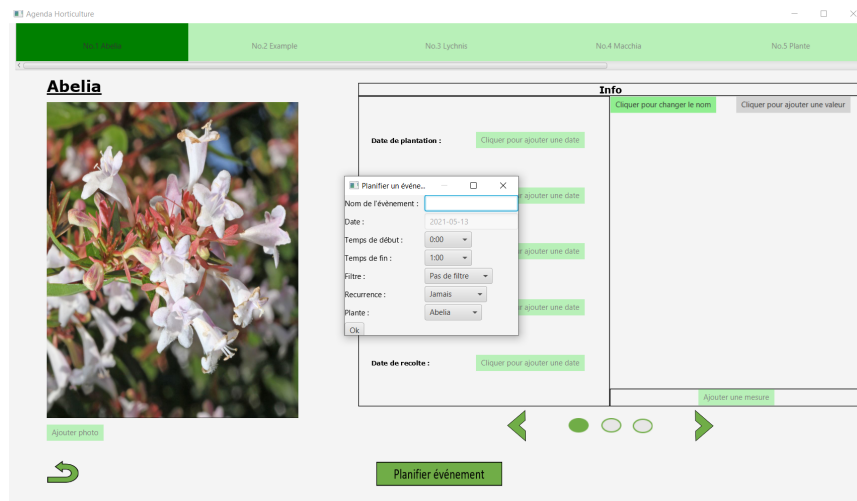 Agenda Horticulture
No.1 Abelia
No.2 Example
No.3 Lychnis
No.4 Macchia
No.5 Plante
Abelia
Info
Cliquer pour changer le nom
Cliquer pour ajouter une valeur
Date de plantation :
Cliquer pour ajouter une date
Planifier un événe...
Nom de l'évènement :
r ajouter une date
Date :
2021-05-13
Temps de début :
0:00
Temps de fin :
1:00
r ajouter une date
Filtre :
Pas de filtre
Recurrence :
Jamais
Plante :
Abelia
r ajouter une date
Ok
Date de recolte :
Cliquer pour ajouter une date
Ajouter une mesure
Ajouter photo
Planifier événement